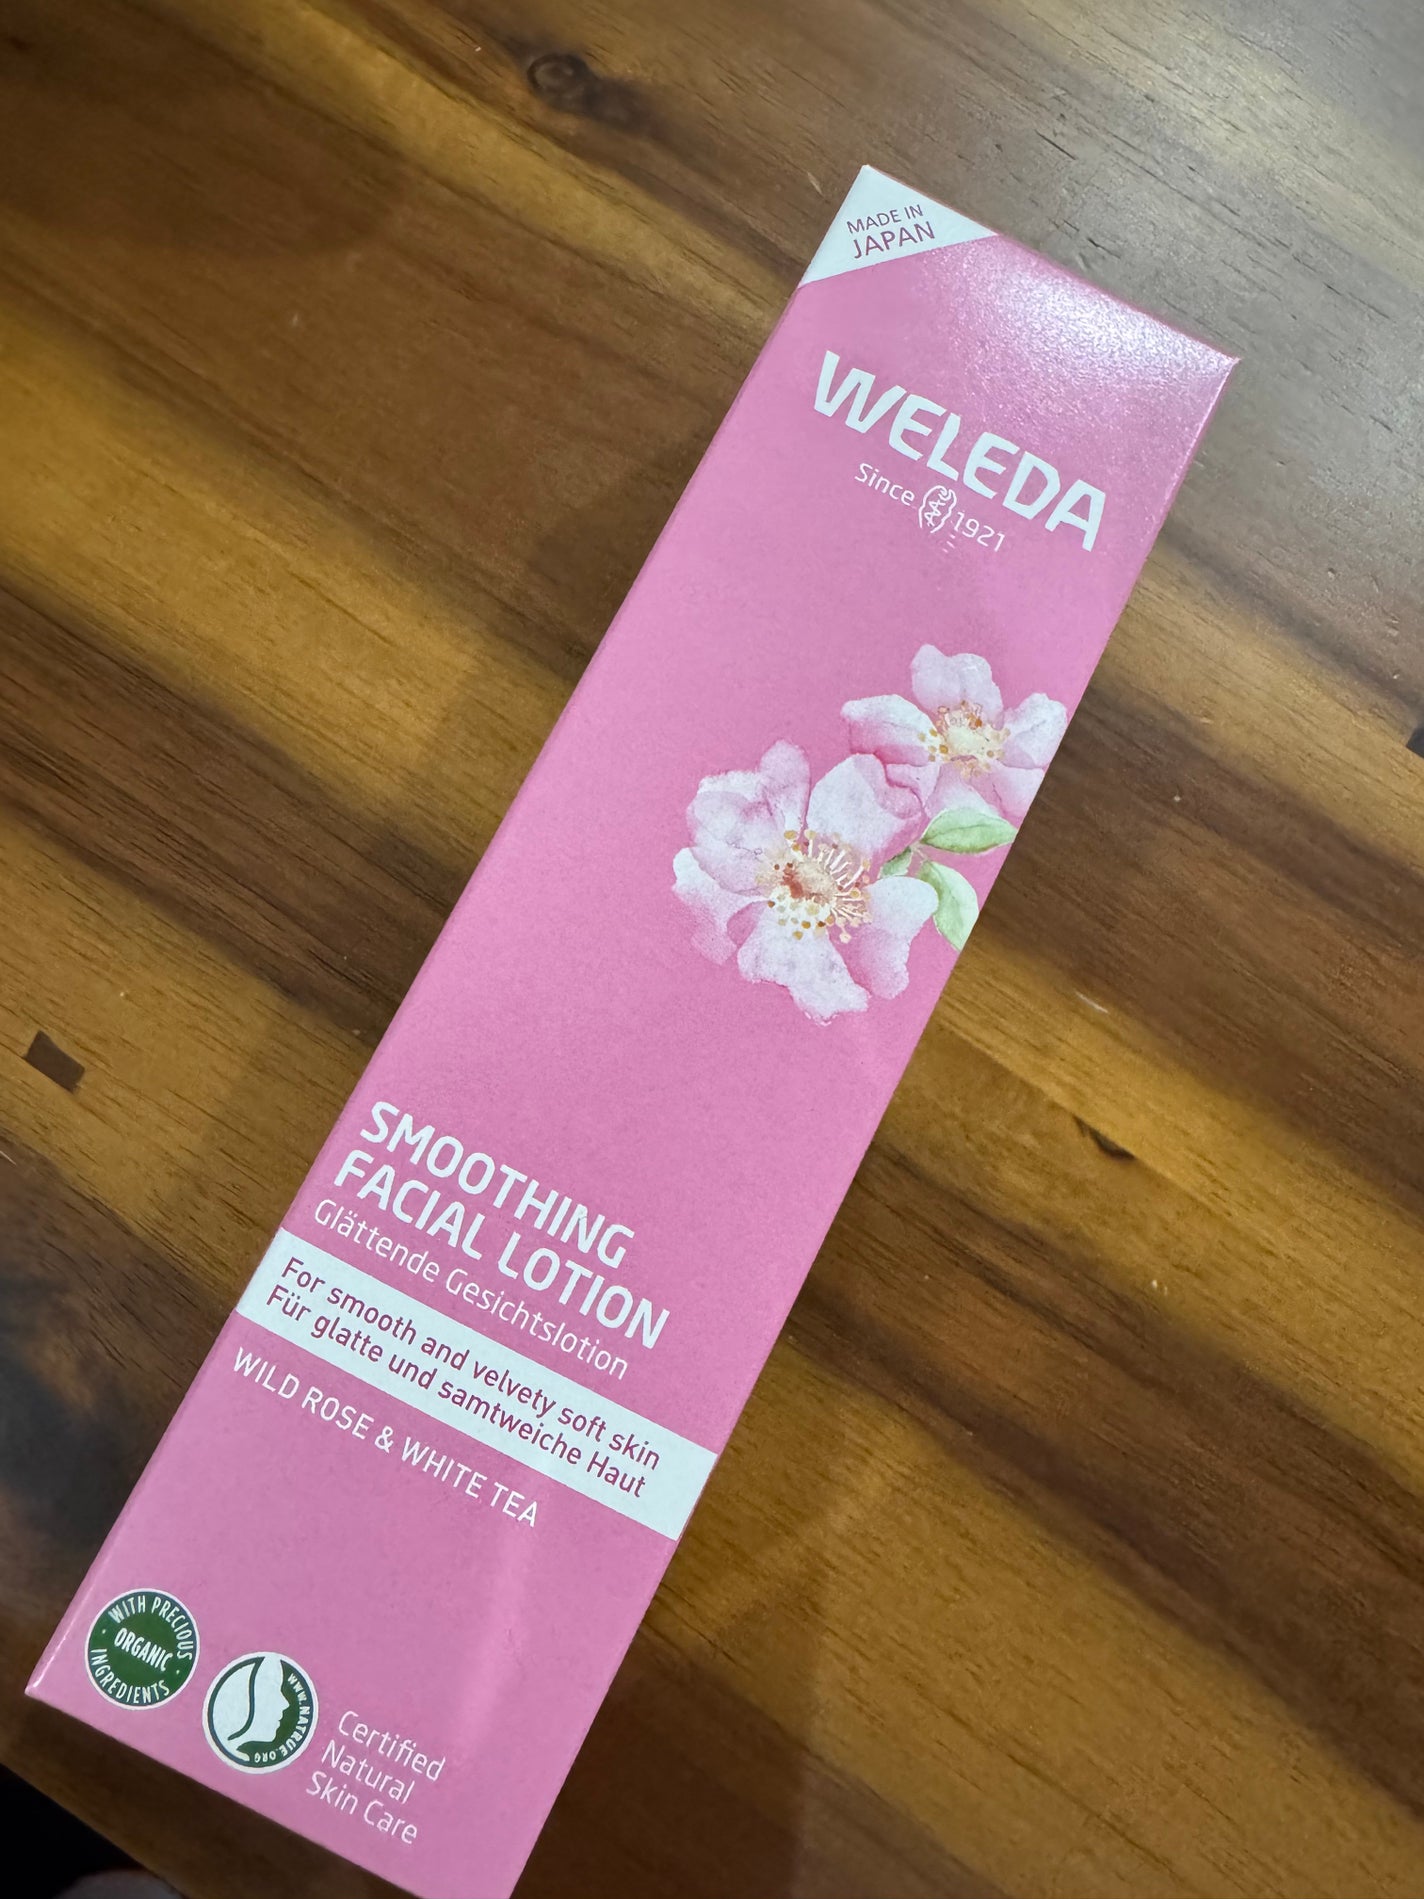 MADE IN
JAPAN
WELEDA
Since 1921
SMOOTHING
FACIAL LOTION
Glättende Gesichtslotion
For smooth and velvety soft skin
Für glatte und samtweiche Haut
WILD ROSE & WHITE TEA
WITH PRECIOUS
ORGANIC
INGREDIENTS
WWW.NATRUE.ORG
Certified
Natural
Skin Care